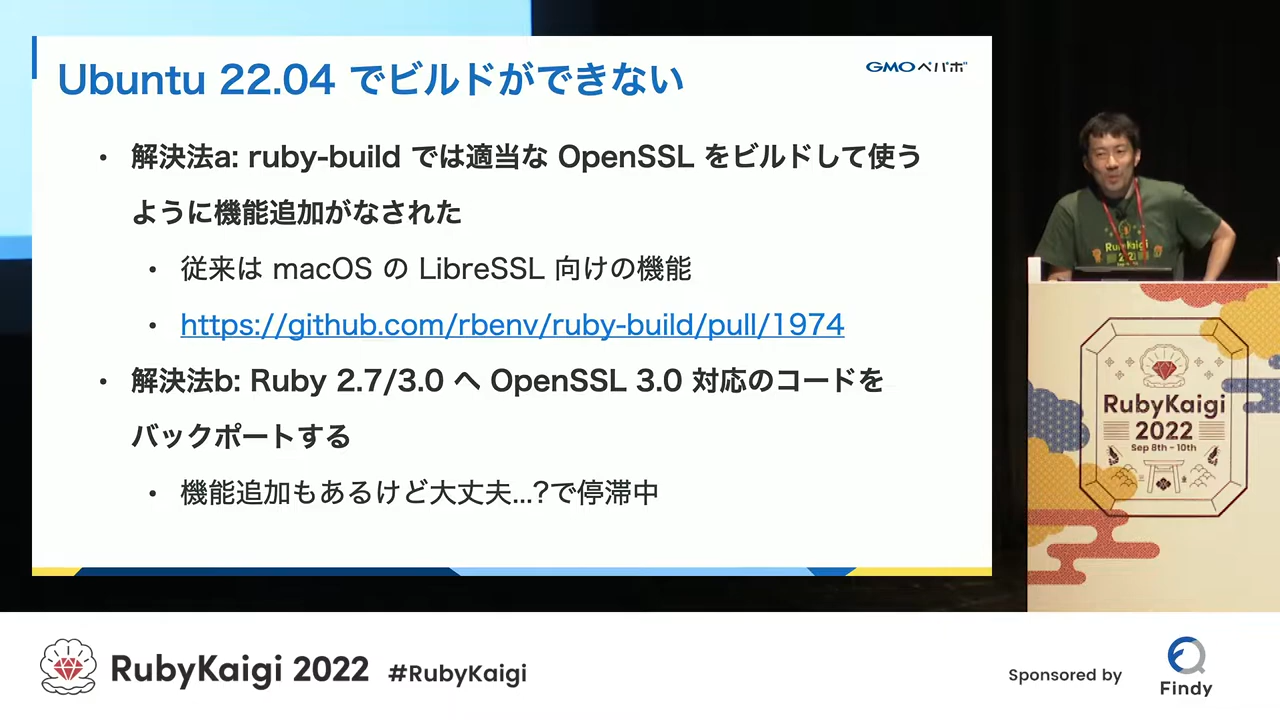 Ubuntu 22.04 でビルドができない
GMOペパボ
・ 解決法a: ruby-build では適当な OpenSSL をビルドして使う
ように機能追加がなされた
・ 従来は macOS の LibreSSL 向けの機能
・ https://github.com/rbenv/ruby-build/pull/1974
・ 解決法b: Ruby 2.7/3.0 へ OpenSSL 3.0 対応のコードを
バックポートする
・ 機能追加もあるけど大丈夫...?で停滞中
RubyKaigi
RubyKaigi
2022
Sep 8th - 10th
RubyKaigi 2022 #RubyKaigi
Sponsored by
Findy